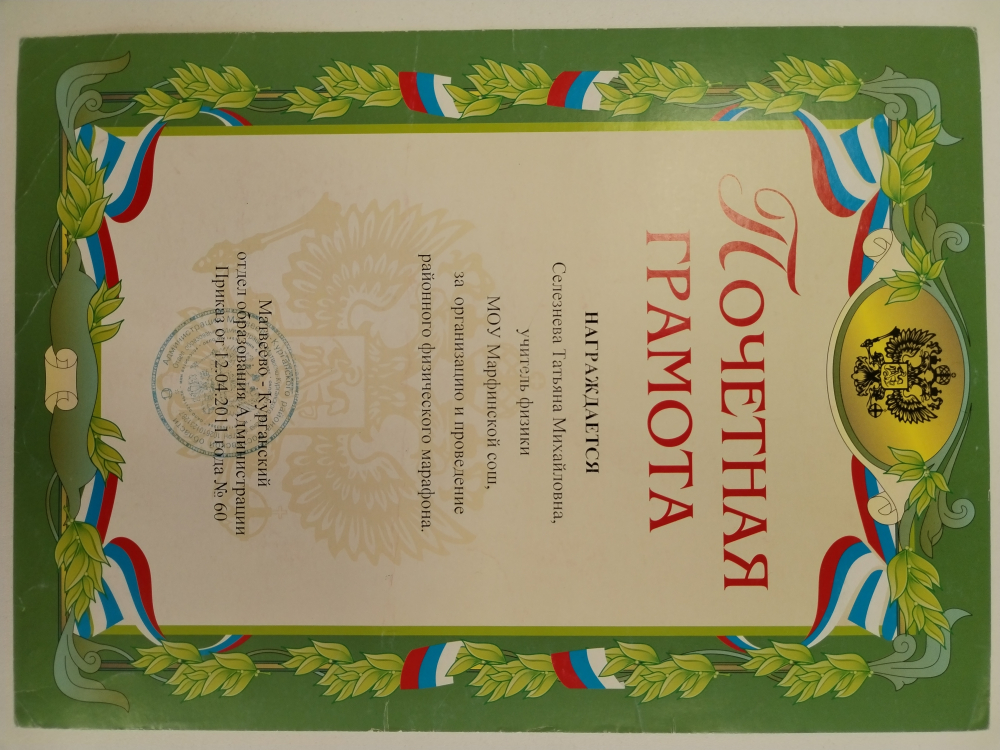 Почетная
ГРАМОТА
НАГРАЖДАЕТСЯ
Селезнева Татьяна Михайловна,
учитель физики
МОУ Марфинской сош,
за организацию и проведение
районного физического марафона.
Матвеево - Курганский
отдел образования Администрации
Приказ от 12.04.2011 года № 60